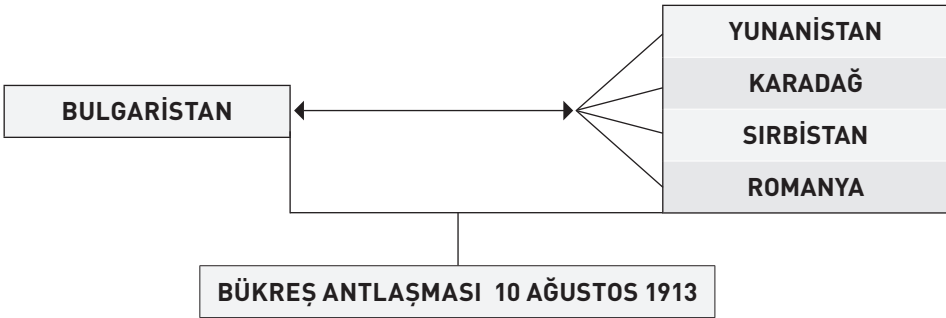 YUNANİSTAN
KARADAĞ
BULGARİSTAN
SIRBİSTAN
ROMANYA
BÜKREŞ ANTLAŞMASI 10 AĞUSTOS 1913